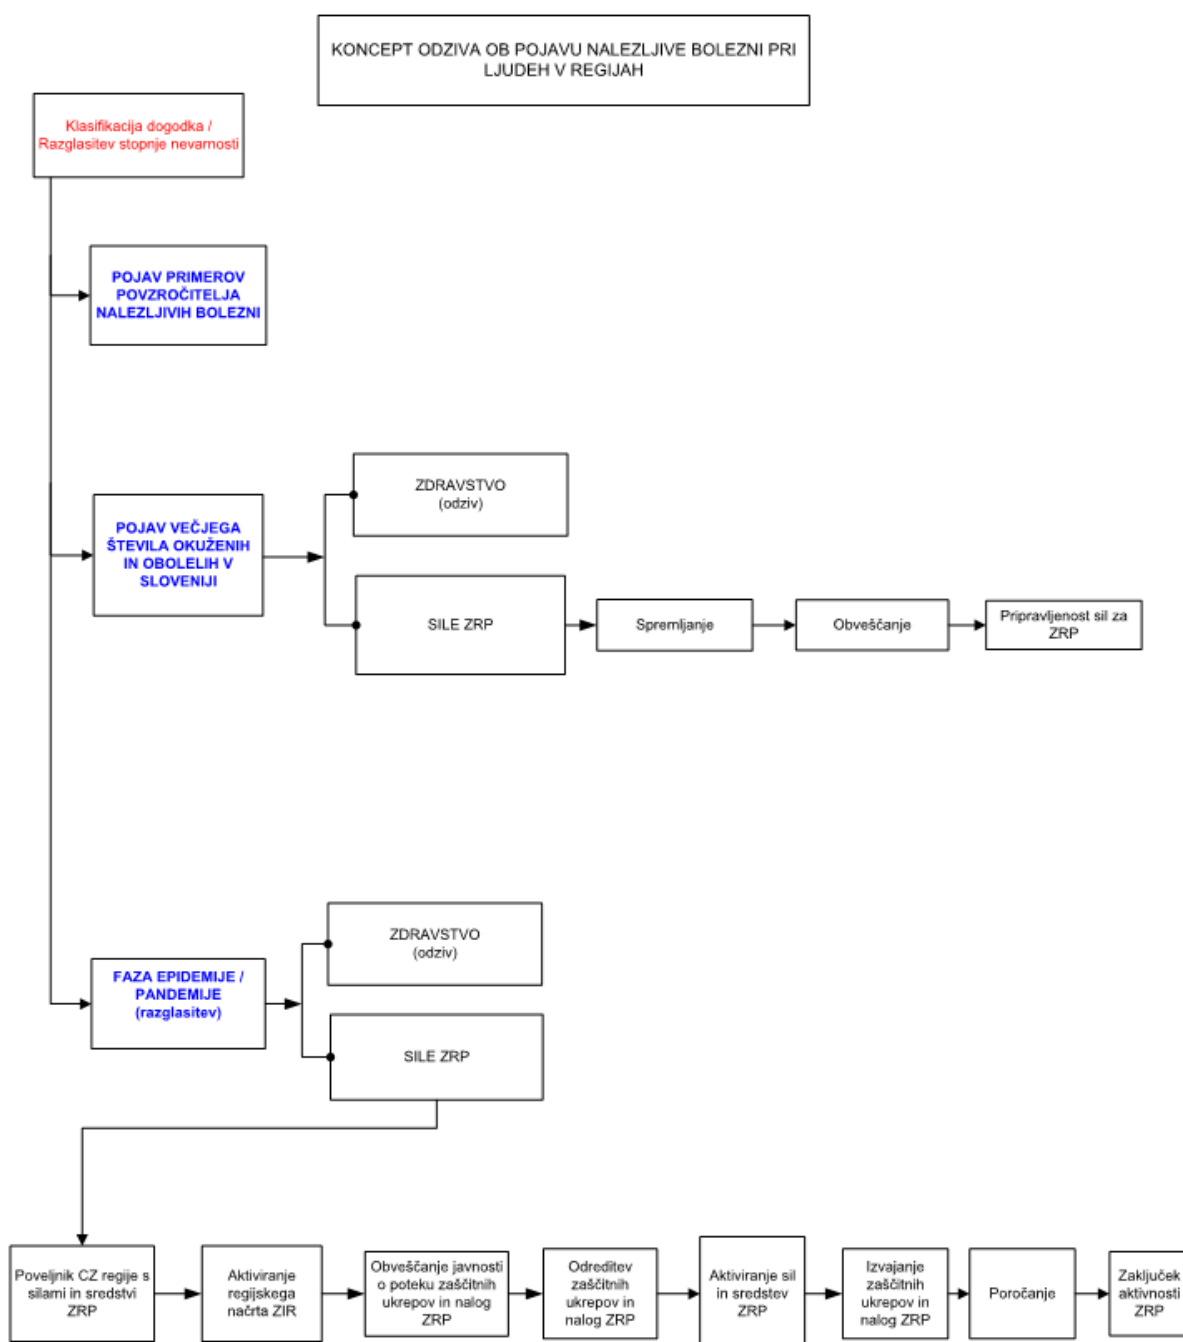 KONCEPT ODZIVA OB POJAVU NALEZLJIVE BOLEZNI PRI
LJUDEH V REGIJAH
Klasifikacija dogodka /
Razglasitev stopnje nevarnosti
POJAV PRIMEROV
POVZROČITELJA
NALEZLJIVIH BOLEZNI
POJAV VEČJEGA
ŠTEVILA OKUŽENIH
IN OBOLELIH V
SLOVENIJI
ZDRAVSTVO
(odziv)
SILE ZRP
Spremljanje
Obveščanje
Pripravljenost sil za
ZRP
FAZA EPIDEMIJE /
PANDEMIJE
(razglasitev)
ZDRAVSTVO
(odziv)
SILE ZRP
Poveljnik CZ regije s
silami in sredstvi
ZRP
Aktiviranje
regijskega
načrta ZIR
Obveščanje javnosti
o poteku zaščitnih
ukrepov in nalog
ZRP
Odreditev
zaščitnih
ukrepov in
nalog ZRP
Aktiviranje sil
in sredstev
ZRP
Izvajanje
zaščitnih
ukrepov in
nalog ZRP
Poročanje
Zaključek
aktivnosti
ZRP